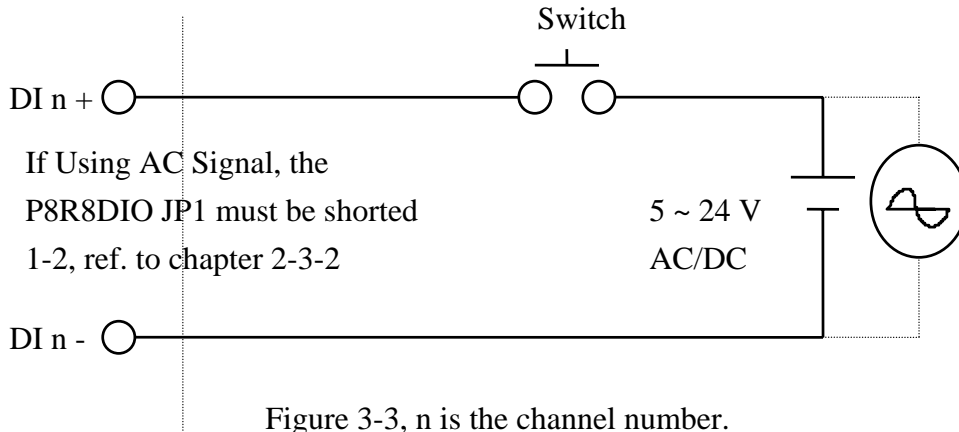 Switch
DI n +
If Using AC Signal, the
P8R8DIO JP1 must be shorted
5 ~ 24 V
1-2, ref. to chapter 2-3-2
AC/DC
DI n -
Figure 3-3, n is the channel number.